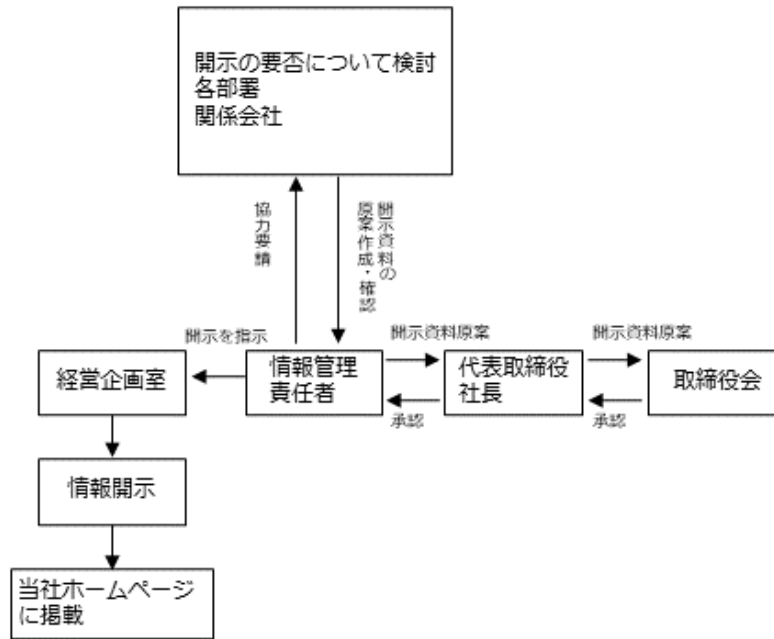 開示の要否について検討
各部署
関係会社
協力要請
開示資料の
原案作成・確認
開示を指示
開示資料原案
開示資料原案
経営企画室
情報管理
責任者
代表取締役
社長
取締役会
承認
承認
情報開示
当社ホームページ
に掲載